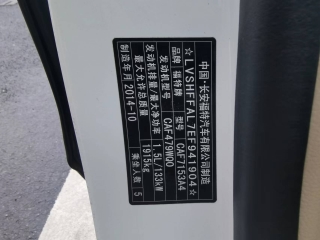 中国·长安福特汽车有限公司制造
☆LVSHFFAL7EF941904☆
品牌 福特牌 型号 CAF7153A4
发动机型号 CAF479WQ0
发动机排量/最大净功率 1.5L/133kW
最大允许总质量 1915kg
制造年月 2014-10 乘坐人数 5